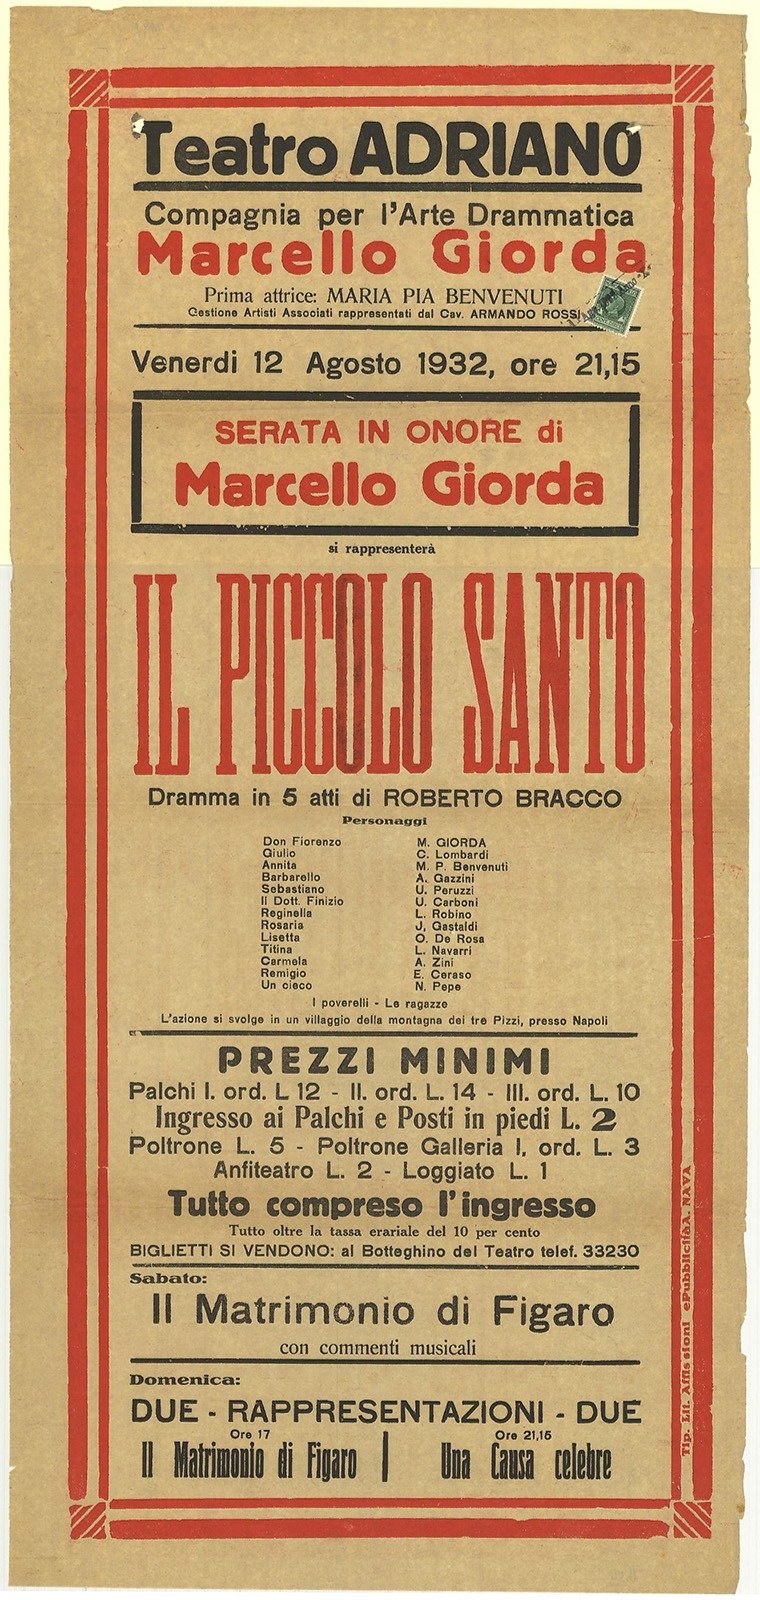 Teatro ADRIANO
Compagnia per l'Arte Drammatica
Marcello Giorda
Prima attrice: MARIA PIA BENVENUTI
Gestione Artisti Associati rappresentati dal Cav. ARMANDO ROSSI
Venerdi 12 Agosto 1932, ore 21,15
SERATA IN ONORE di
Marcello Giorda
si rappresenterà
IL PICCOLO SANTO
Dramma in 5 atti di ROBERTO BRACCO
Personaggi
Don Fiorenzo M. GIORDA
Giulio C. Lombardi
Annita M. P. Benvenuti
Barbarello A. Gazzini
Sebastiano U. Peruzzi
Il Dott. Finizio U. Carboni
Reginella L. Robino
Rosaria J, Gastaldi
Lisetta O. De Rosa
Titina L. Navarri
Carmela A. Zini
Remigio E. Ceraso
Un cieco N. Pepe
I poverelli - Le ragazze
L'azione si svolge in un villaggio della montagna dei tre Pizzi, presso Napoli
PREZZI MINIMI
Palchi I. ord. L 12 - II. ord. L. 14 - III. ord. L. 10
Ingresso ai Palchi e Posti in piedi L. 2
Poltrone L. 5 - Poltrone Galleria I. ord. L. 3
Anfiteatro L. 2 - Loggiato L. 1
Tutto compreso l'ingresso
Tutto oltre la tassa erariale del 10 per cento
BIGLIETTI SI VENDONO: al Botteghino del Teatro telef. 33230
Sabato:
Il Matrimonio di Figaro
con commenti musicali
Domenica:
DUE - RAPPRESENTAZIONI - DUE
Ore 17 Ore 21,15
Il Matrimonio di Figaro | Una Causa celebre
Tip. Lit. Affissioni ePubblicitàA. NAVA